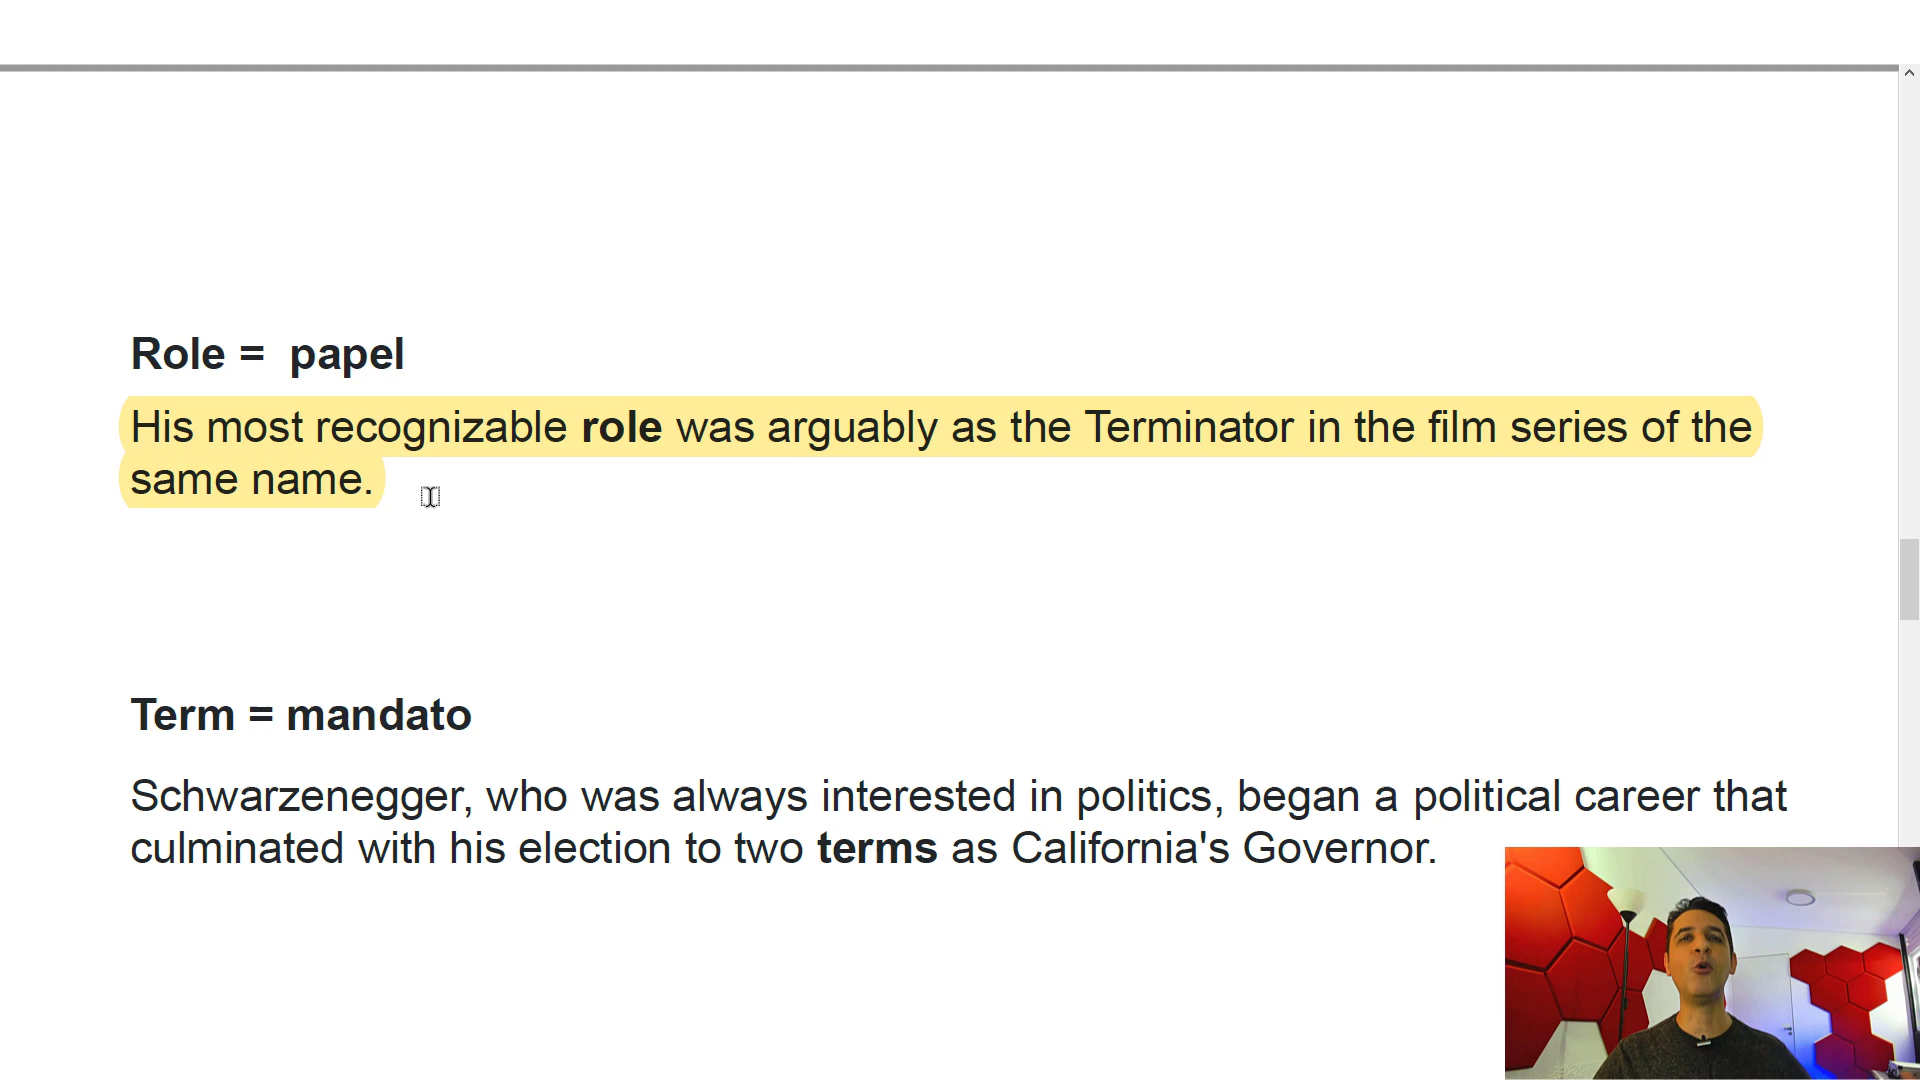 Role = papel
His most recognizable role was arguably as the Terminator in the film series of the
same name.
Term = mandato
Schwarzenegger, who was always interested in politics, began a political career that
culminated with his election to two terms as California's Governor.